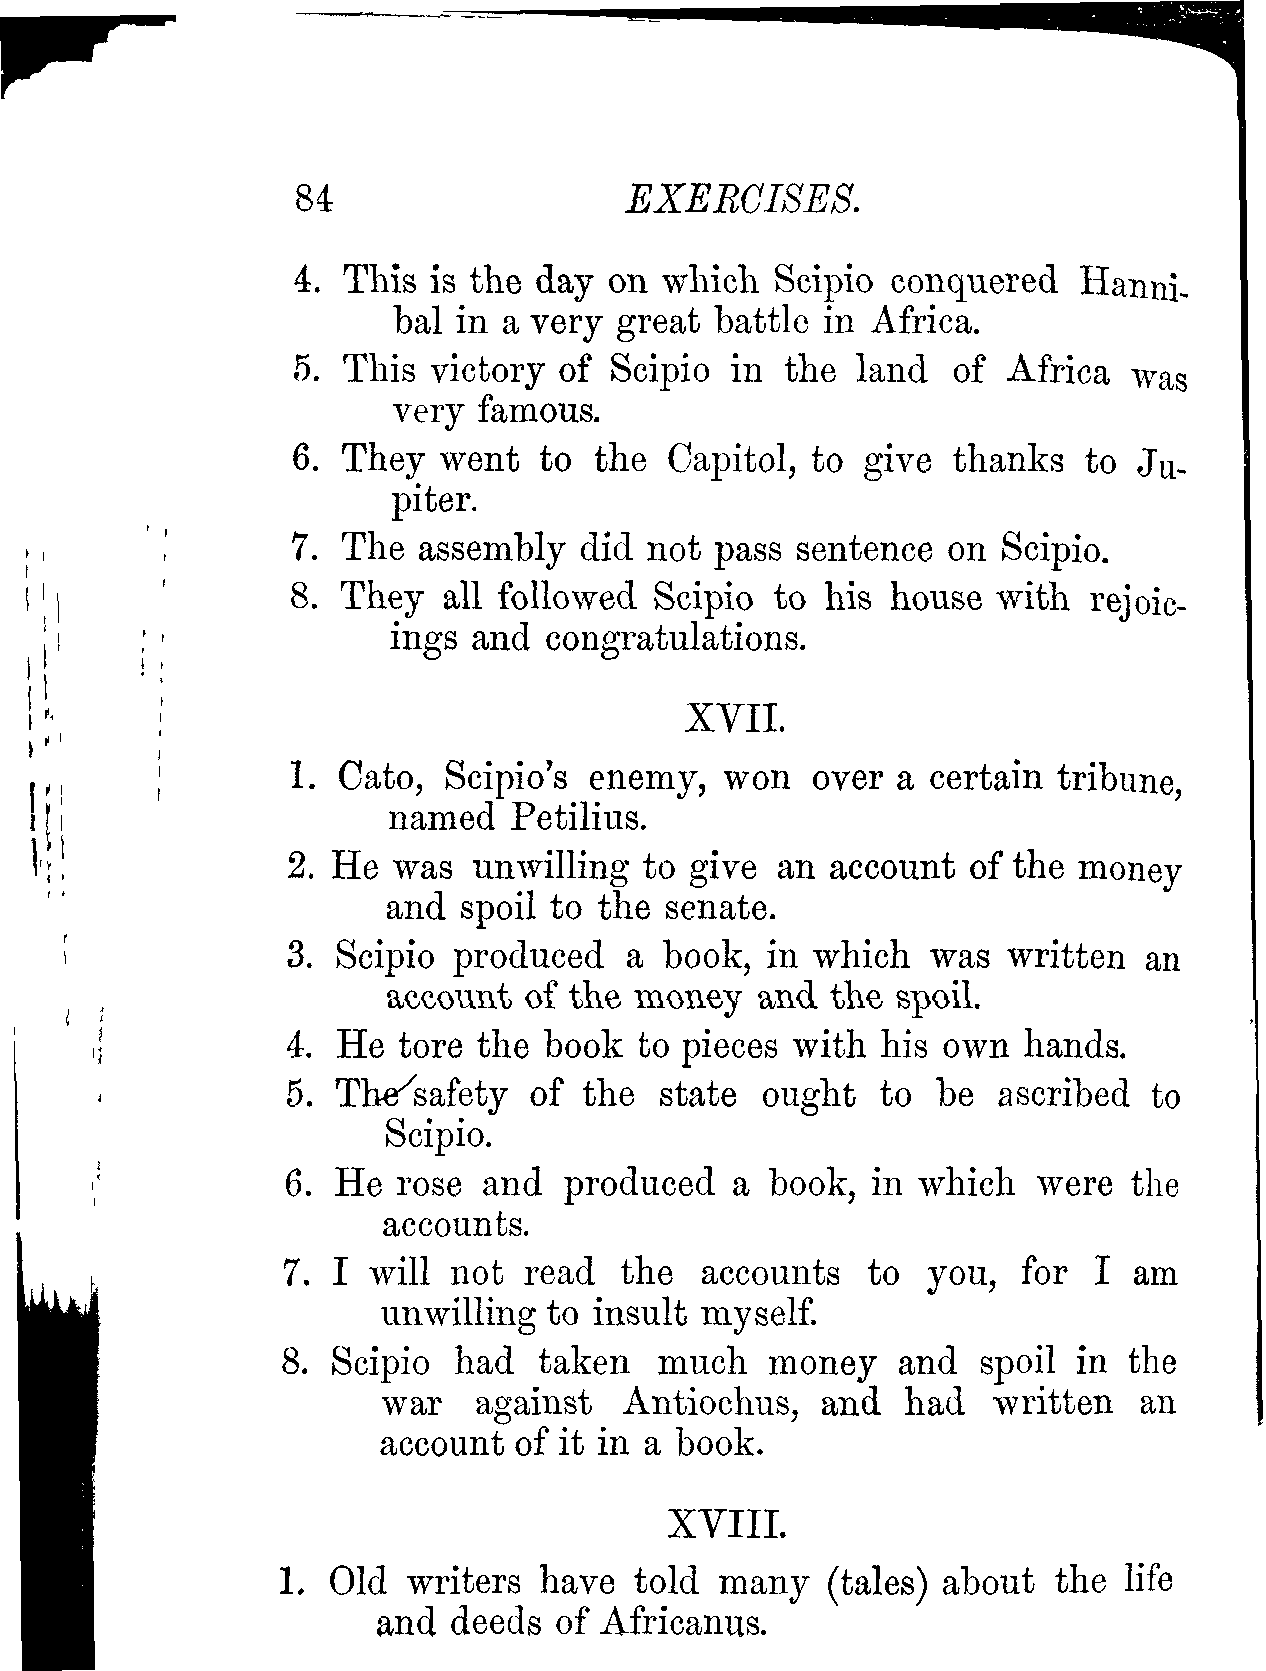 84 EXERCISES.
4. This is the day on which Scipio conquered Hanni-
bal in a very great battle in Africa.
5. This victory of Scipio in the land of Africa was
very famous.
6. They went to the Capitol, to give thanks to Ju-
piter.
7. The assembly did not pass sentence on Scipio.
8. They all followed Scipio to his house with rejoic-
ings and congratulations.
XVII.
1. Cato, Scipio's enemy, won over a certain tribune,
named Petilius.
2. He was unwilling to give an account of the money
and spoil to the senate.
3. Scipio produced a book, in which was written an
account of the money and the spoil.
4. He tore the book to pieces with his own hands.
5. The safety of the state ought to be ascribed to
Scipio.
6. He rose and produced a book, in which were the
accounts.
7. I will not read the accounts to you, for I am
unwilling to insult myself.
8. Scipio had taken much money and spoil in the
war against Antiochus, and had written an
account of it in a book.
XVIII.
1. Old writers have told many (tales) about the life
and deeds of Africanus.